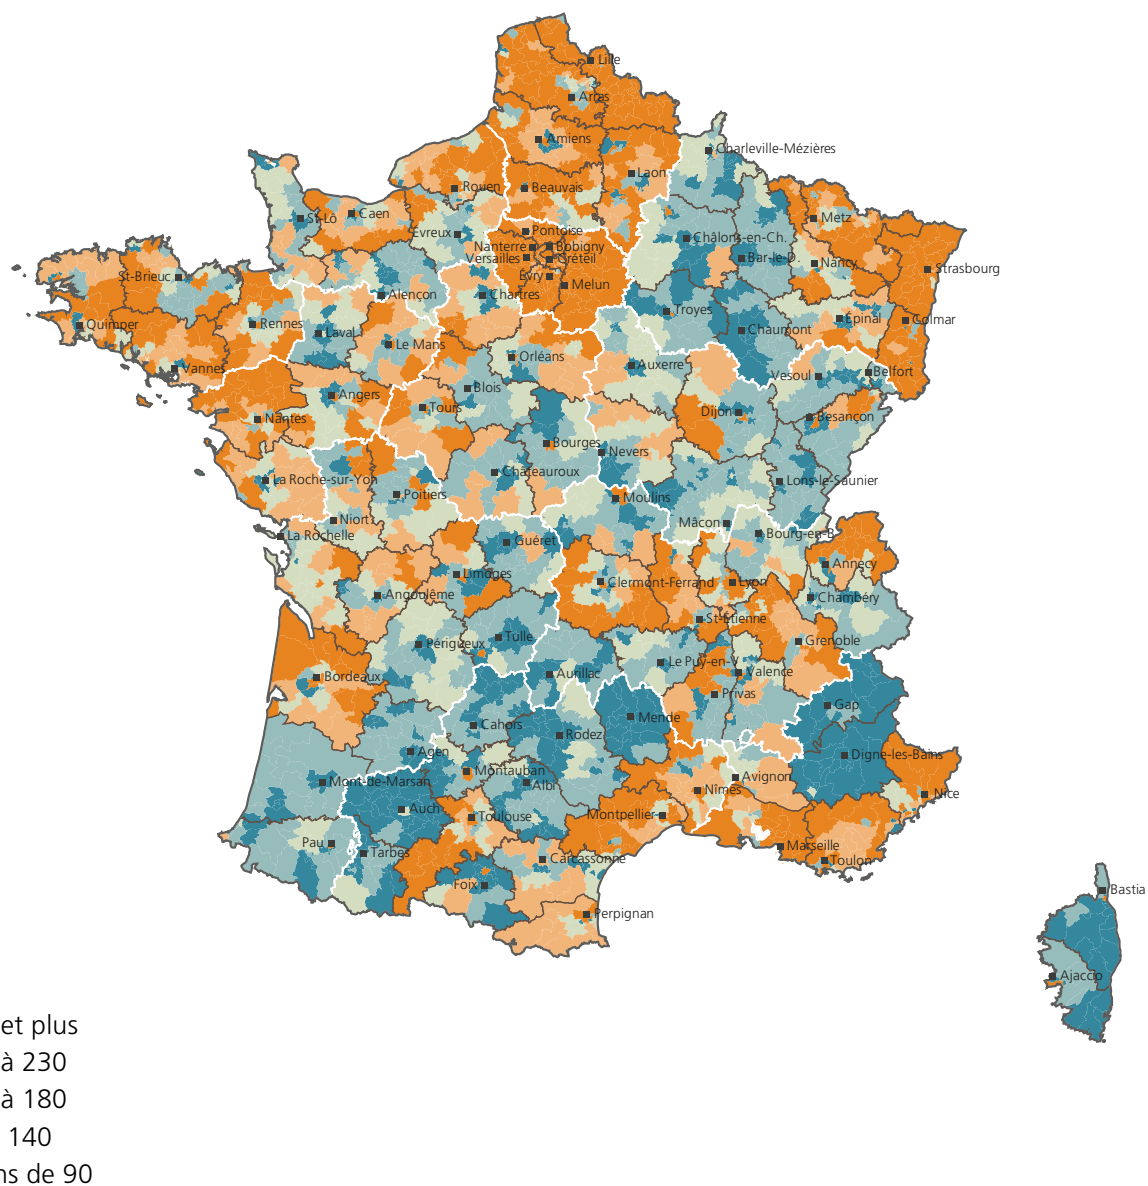 Lille
Arras
Amiens
Charleville-Mézières
Laon
Rouen
Beauvais
St-Lô
Caen
Metz
Evreux
Pontoise
Châlons-en-Ch.
Nanterre
Bobigny
Versailles
Créteil
Bar-le-D.
Nancy
Strasbourg
St-Brieuc
Evry
Melun
Alençon
Chartres
Troyes
Epinal
Colmar
Quimper
Rennes
Laval
Chaumont
Le Mans
Orléans
Auxerre
Vannes
Vesoul
Belfort
Blois
Angers
Tours
Dijon
Besançon
Nantes
Bourges
Nevers
La Roche-sur-Yon
Châteauroux
Lons-le-Saunier
Poitiers
Moulins
Niort
Mâcon
La Rochelle
Bourg-en-B
Guéret
Annecy
Limoges
Clermont-Ferrand
Lyon
Angoulême
Chambéry
St-Étienne
Périgueux
Tulle
Grenoble
Le Puy-en-V
Bordeaux
Aurillac
Valence
Privas
Gap
Cahors
Mende
Rodez
Agen
Digne-les-Bains
Montauban
Mont-de-Marsan
Albi
Avignon
Nîmes
Nice
Auch
Toulouse
Montpellier
Pau
Tarbes
Marseille
Carcassonne
Toulon
Foix
Bastia
Perpignan
Ajaccio
et plus
à 230
à 180
140
ns de 90